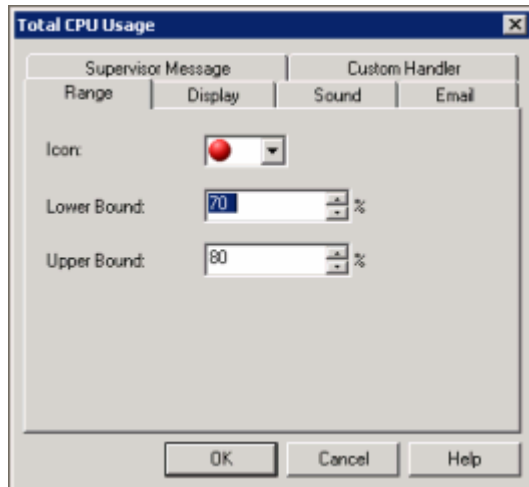 Total CPU Usage
Supervisor Message Custom Handler
Range Display Sound Email
Icon:
Lower Bound: 70 %
Upper Bound: 80 %
OK Cancel Help